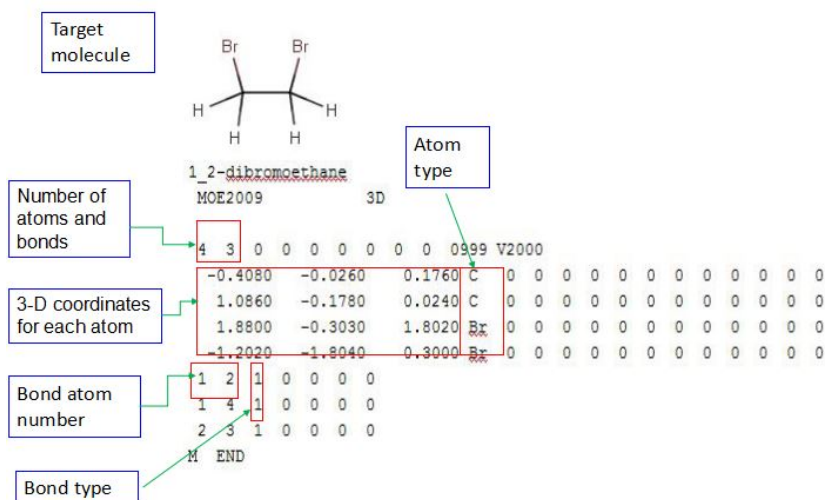 Target
molecule
Br Br
H H
H H
Atom
type
1_2-dibromoethane
MOE2009 3D
Number of
atoms and
bonds
4 3 0 0 0 0 0 0 0 0999 V2000
-0.4080 -0.0260 0.1760 C 0 0 0 0 0 0 0 0 0 0 0 0
3-D coordinates
for each atom
1.0860 -0.1780 0.0240 C 0 0 0 0 0 0 0 0 0 0 0 0
1.8800 -0.3030 1.8020 Br 0 0 0 0 0 0 0 0 0 0 0 0
-1.2020 -1.8040 0.3000 Br 0 0 0 0 0 0 0 0 0 0 0 0
Bond atom
number
1 2 1 0 0 0 0
1 4 1 0 0 0 0
2 3 1 0 0 0 0
M END
Bond type